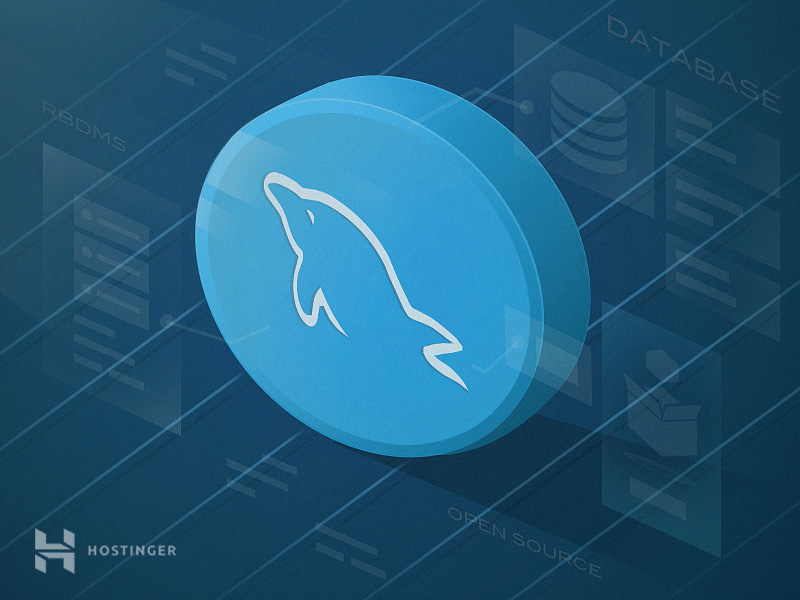 DATABASE
RBDMS
OPEN SOURCE
HOSTINGER